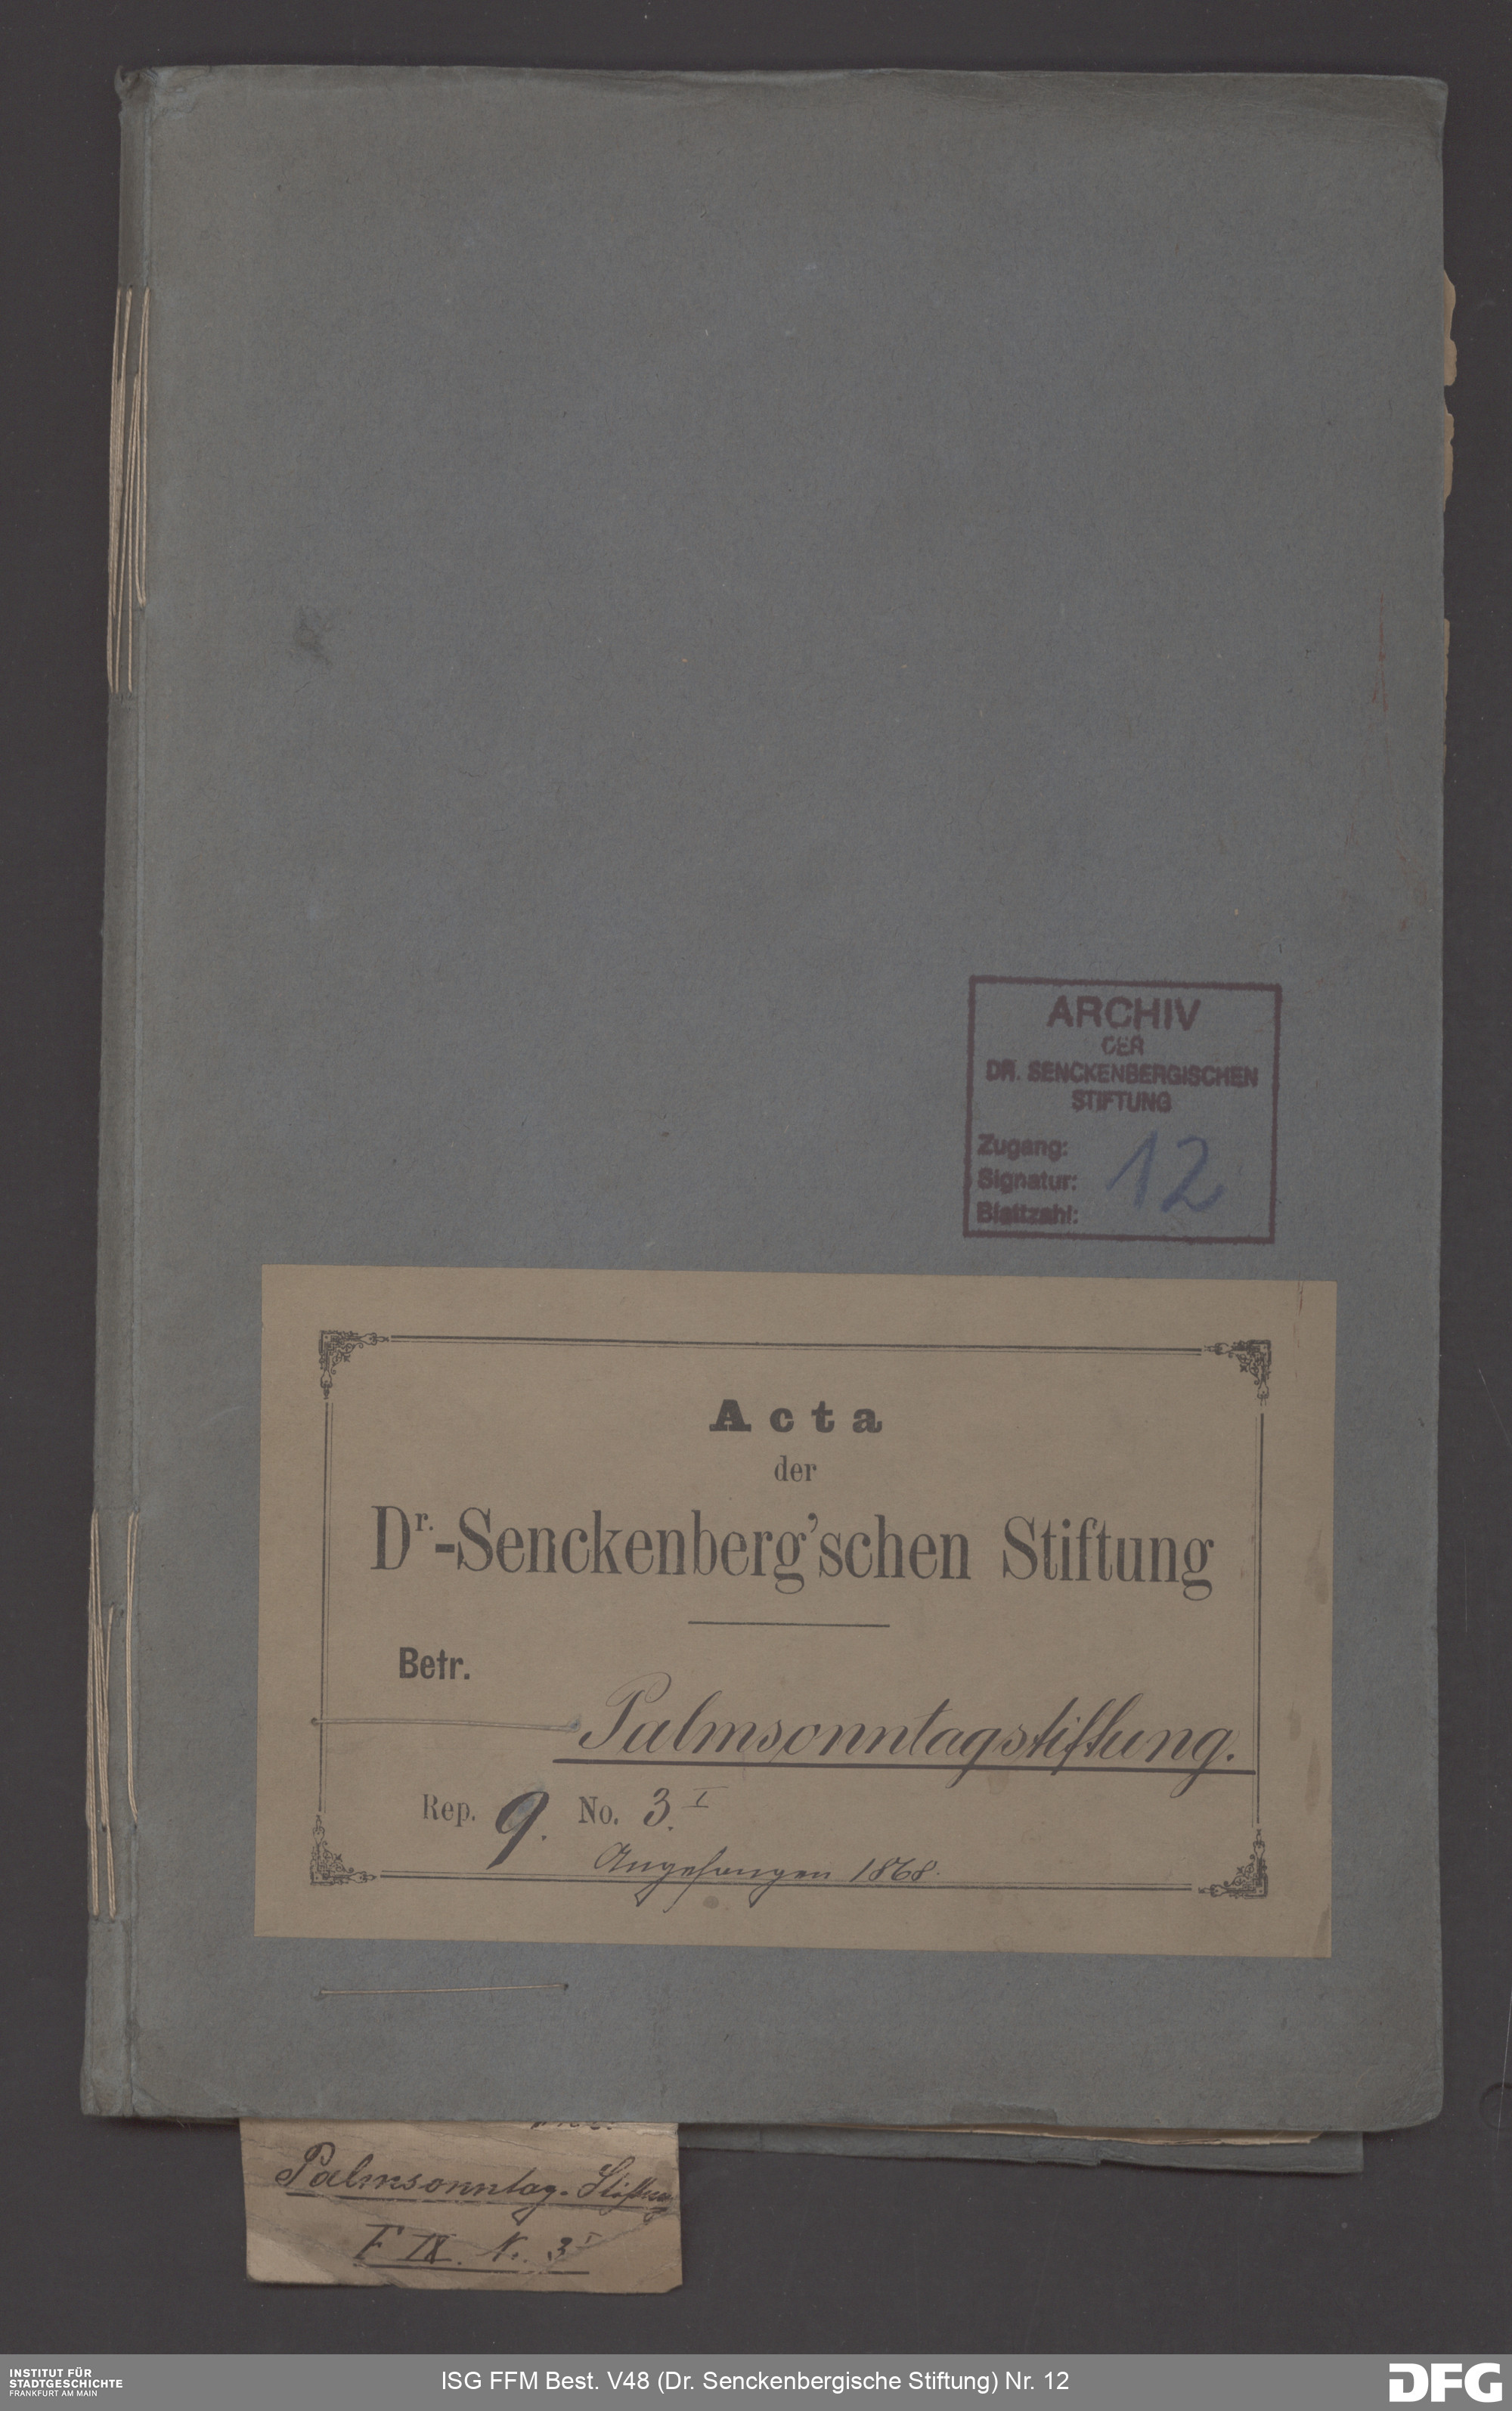 ARCHIV
DER
DR. SENCKENBERGISCHEN
STIFTUNG
Zugang:
Signatur: 12
Blattzahl:
Acta
der
Dr.-Senckenberg'schen Stiftung
Betr.
Palmsonntagstiftung.
Rep. 9. No. 3. I
Angefangen 1868.
Palmsonntag-Stiftung
F IX. N. 3 I
INSTITUT FÜR
STADTGESCHICHTE
FRANKFURT AM MAIN
ISG FFM Best. V48 (Dr. Senckenbergische Stiftung) Nr. 12
DFG